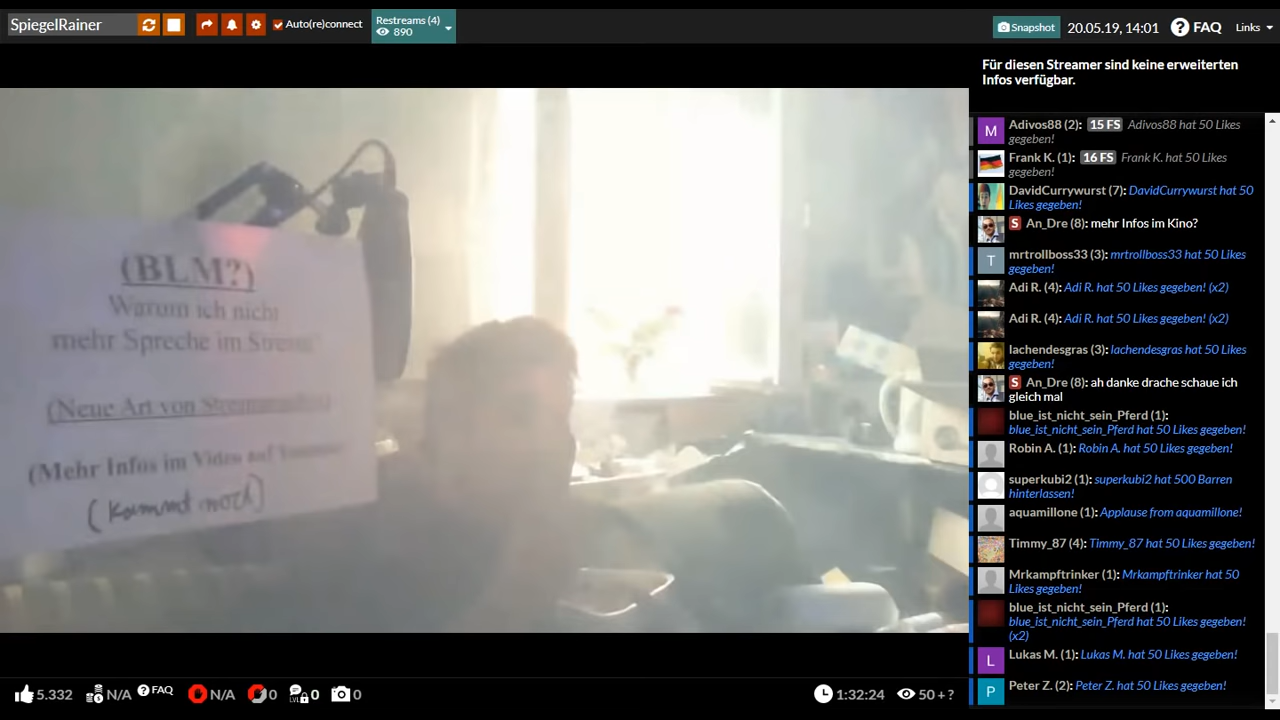 SpiegelRainer
Auto(re)connect
Restreams (4)
890
Snapshot
20.05.19, 14:01
FAQ
Links
Für diesen Streamer sind keine erweiterten
Infos verfügbar.
(BLM?)
Warum ich nicht
mehr Spreche im Stream
(Neue Art von
(Mehr Infos im Video auf
(kommt noch)
M
Adivos88 (2): 15 FS Adivos88 hat 50 Likes
gegeben!
Frank K. (1): 16 FS Frank K. hat 50 Likes
gegeben!
DavidCurrywurst (7): DavidCurrywurst hat 50
Likes gegeben!
S An_Dre (8): mehr Infos im Kino?
T
mrtrollboss33 (3): mrtrollboss33 hat 50 Likes
gegeben!
Adi R. (4): Adi R. hat 50 Likes gegeben! (x2)
Adi R. (4): Adi R. hat 50 Likes gegeben! (x2)
lachendesgras (3): lachendesgras hat 50 Likes
gegeben!
S An_Dre (8): ah danke drache schaue ich
gleich mal
blue_ist_nicht_sein_Pferd (1):
blue_ist_nicht_sein_Pferd hat 50 Likes gegeben!
Robin A. (1): Robin A. hat 50 Likes gegeben!
superkubi2 (1): superkubi2 hat 500 Barren
hinterlassen!
aquamillone (1): Applause from aquamillone!
Timmy_87 (4): Timmy_87 hat 50 Likes gegeben!
Mrkampftrinker (1): Mrkampftrinker hat 50
Likes gegeben!
blue_ist_nicht_sein_Pferd (1):
blue_ist_nicht_sein_Pferd hat 50 Likes gegeben!
(x2)
L
Lukas M. (1): Lukas M. hat 50 Likes gegeben!
P
Peter Z. (2): Peter Z. hat 50 Likes gegeben!
5.332
N/A
FAQ
N/A
0
LVL
0
0
1:32:24
50 + ?